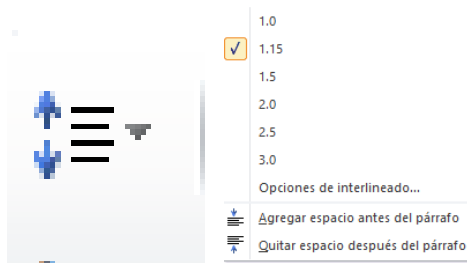 1.0
1.15
1.5
2.0
2.5
3.0
Opciones de interlineado...
Agregar espacio antes del párrafo
Quitar espacio después del párrafo